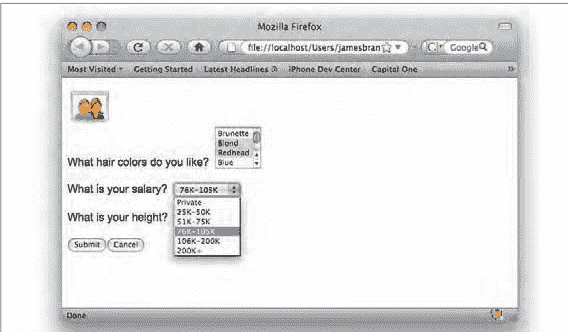 Mozilla Firefox
file://localhost/Users/jamesbran
Google
Most Visited Getting Started Latest Headlines iPhone Dev Center Capital One
Brunette
Blond
Redhead
Blue
What hair colors do you like?
What is your salary? 76K-105K
Private
25K-50K
51K-75K
What is your height?
76K-105K
106K-200K
200K+
Submit Cancel
Done